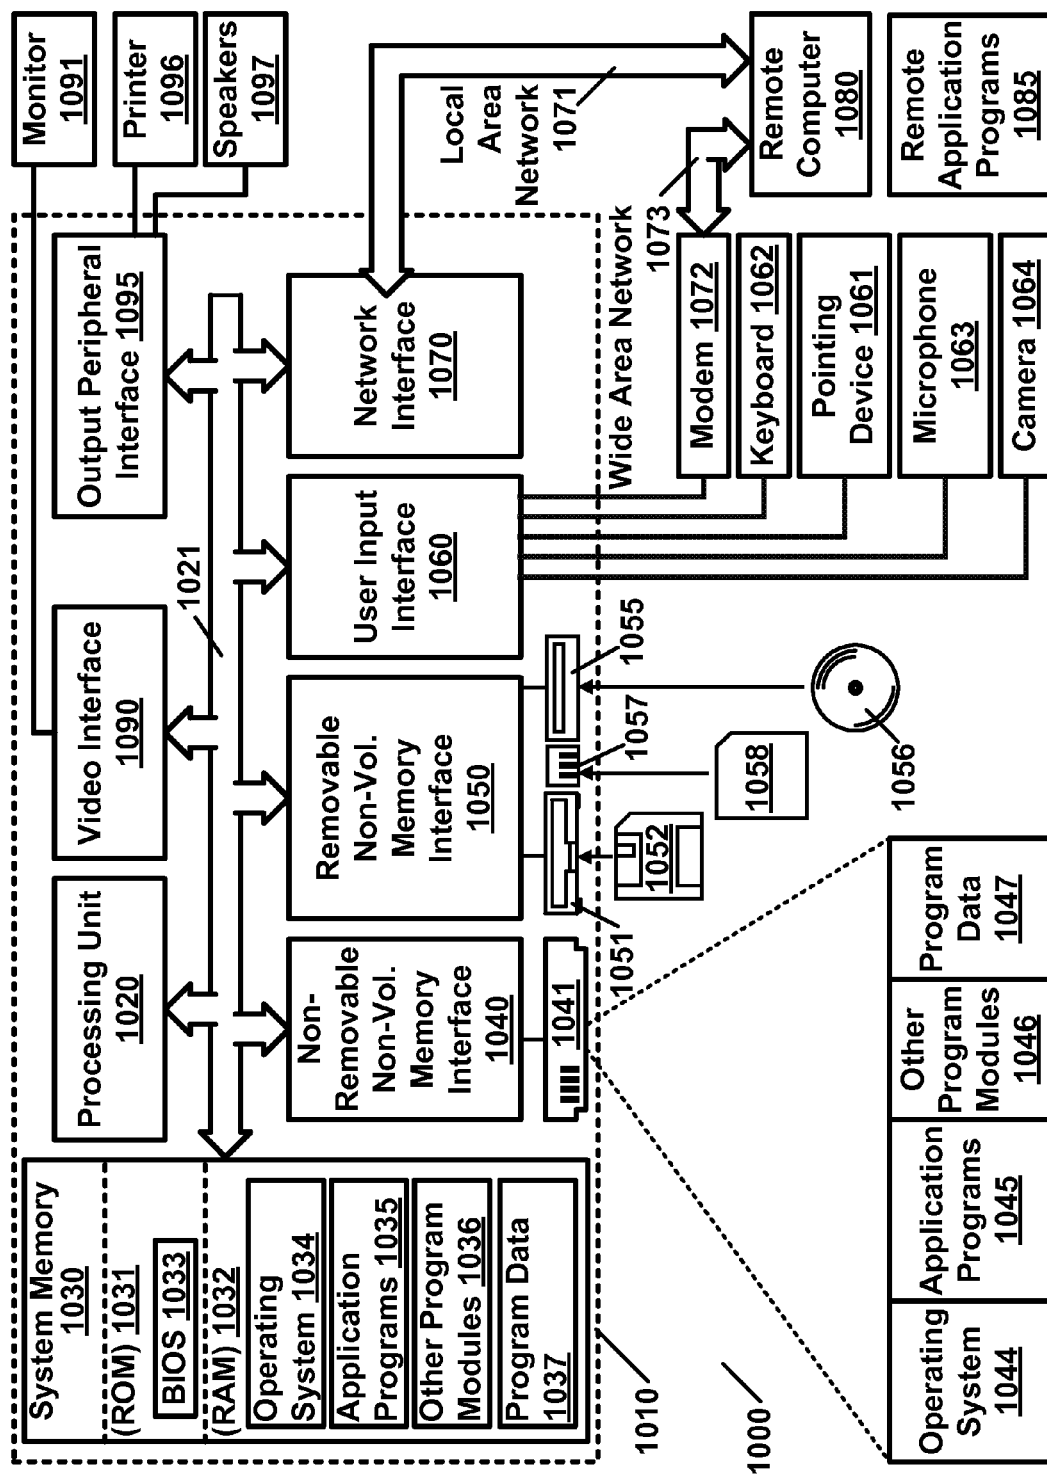 System Memory
1030
(ROM) 1031
BIOS 1033
(RAM) 1032
Operating
System 1034
Application
Programs 1035
Other Program
Modules 1036
Program Data
1037
Processing Unit
1020
Video Interface
1090
Output Peripheral
Interface 1095
Monitor
1091
Printer
1096
Speakers
1097
1021
Non-
Removable
Non-Vol.
Memory
Interface
1040
Removable
Non-Vol.
Memory
Interface
1050
User Input
Interface
1060
Network
Interface
1070
Local
Area
Network
1071
1041
1051
1052
1057
1058
1055
1056
Wide Area Network
1073
Modem 1072
Keyboard 1062
Pointing
Device 1061
Microphone
1063
Camera 1064
Remote
Computer
1080
Remote
Application
Programs
1085
1010
1000
Operating
System
1044
Application
Programs
1045
Other
Program
Modules
1046
Program
Data
1047